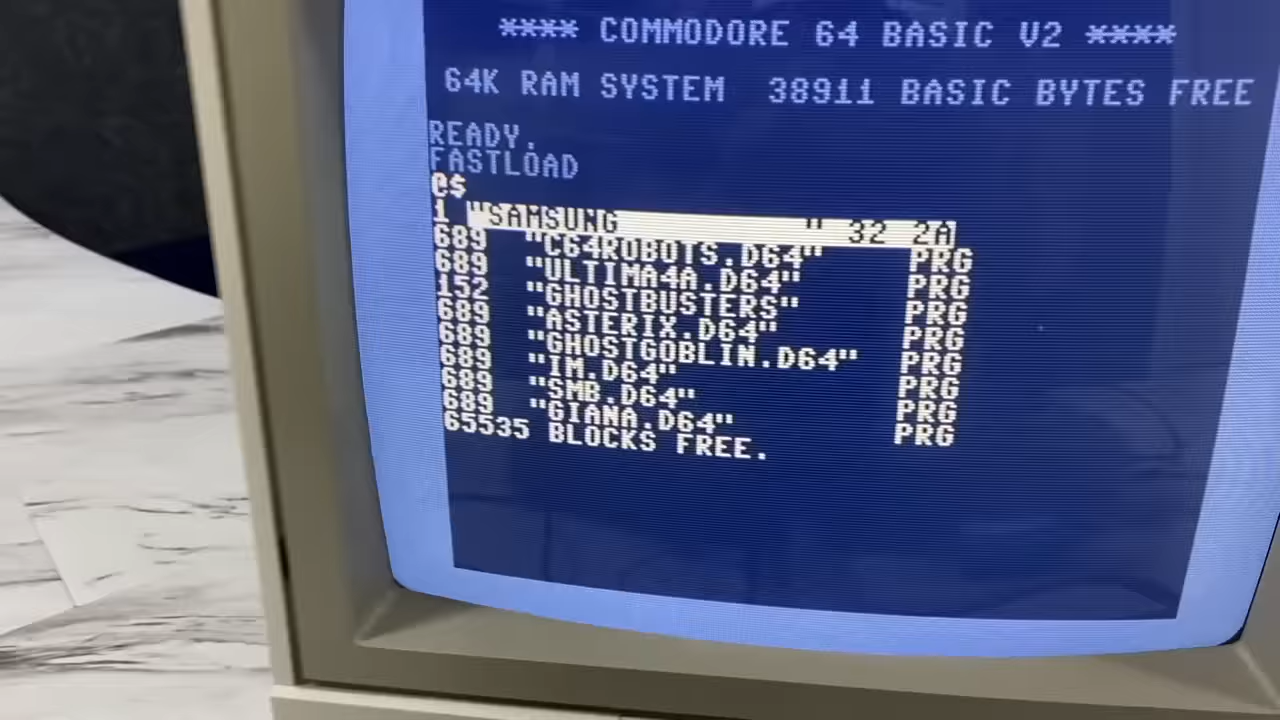 **** COMMODORE 64 BASIC V2 ****
64K RAM SYSTEM 38911 BASIC BYTES FREE
READY.
FASTLOAD
@$
1 "SAMSUNG " 32 2A
689 "C64ROBOTS.D64" PRG
689 "ULTIMA4A.D64" PRG
152 "GHOSTBUSTERS" PRG
689 "ASTERIX.D64" PRG
689 "GHOSTGOBLIN.D64" PRG
689 "IM.D64" PRG
689 "SMB.D64" PRG
689 "GIANA.D64" PRG
65535 BLOCKS FREE.